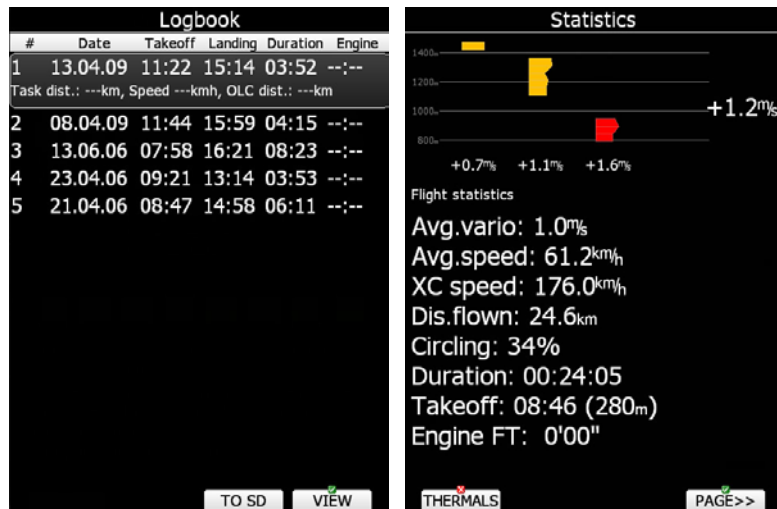 Logbook
# Date Takeoff Landing Duration Engine
1 13.04.09 11:22 15:14 03:52 --:--
Task dist.: ---km, Speed ---kmh, OLC dist.: ---km
2 08.04.09 11:44 15:59 04:15 --:--
3 13.06.06 07:58 16:21 08:23 --:--
4 23.04.06 09:21 13:14 03:53 --:--
5 21.04.06 08:47 14:58 06:11 --:--
TO SD VIEW
Statistics
1400m
1200m
1000m
+1.2m/s
800m
+0.7m/s +1.1m/s +1.6m/s
Flight statistics
Avg.vario: 1.0m/s
Avg.speed: 61.2km/h
XC speed: 176.0km/h
Dis.flown: 24.6km
Circling: 34%
Duration: 00:24:05
Takeoff: 08:46 (280m)
Engine FT: 0'00"
THERMALS PAGE>>